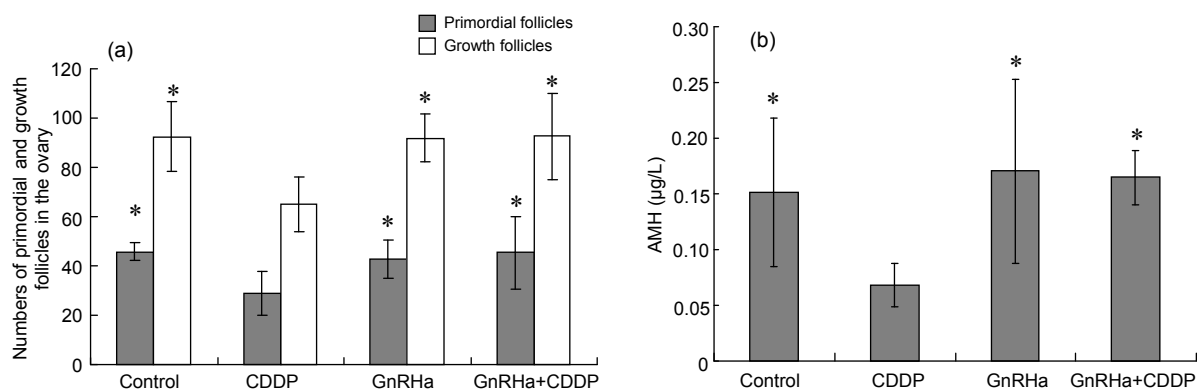 (a)
Primordial follicles
Growth follicles
Numbers of primordial and growth
follicles in the ovary
120
100
80
60
40
20
0
* * * * * *
Control CDDP GnRHa GnRHa+CDDP
(b)
AMH (µg/L)
0.30
0.25
0.20
0.15
0.10
0.05
0
* * *
Control CDDP GnRHa GnRHa+CDDP